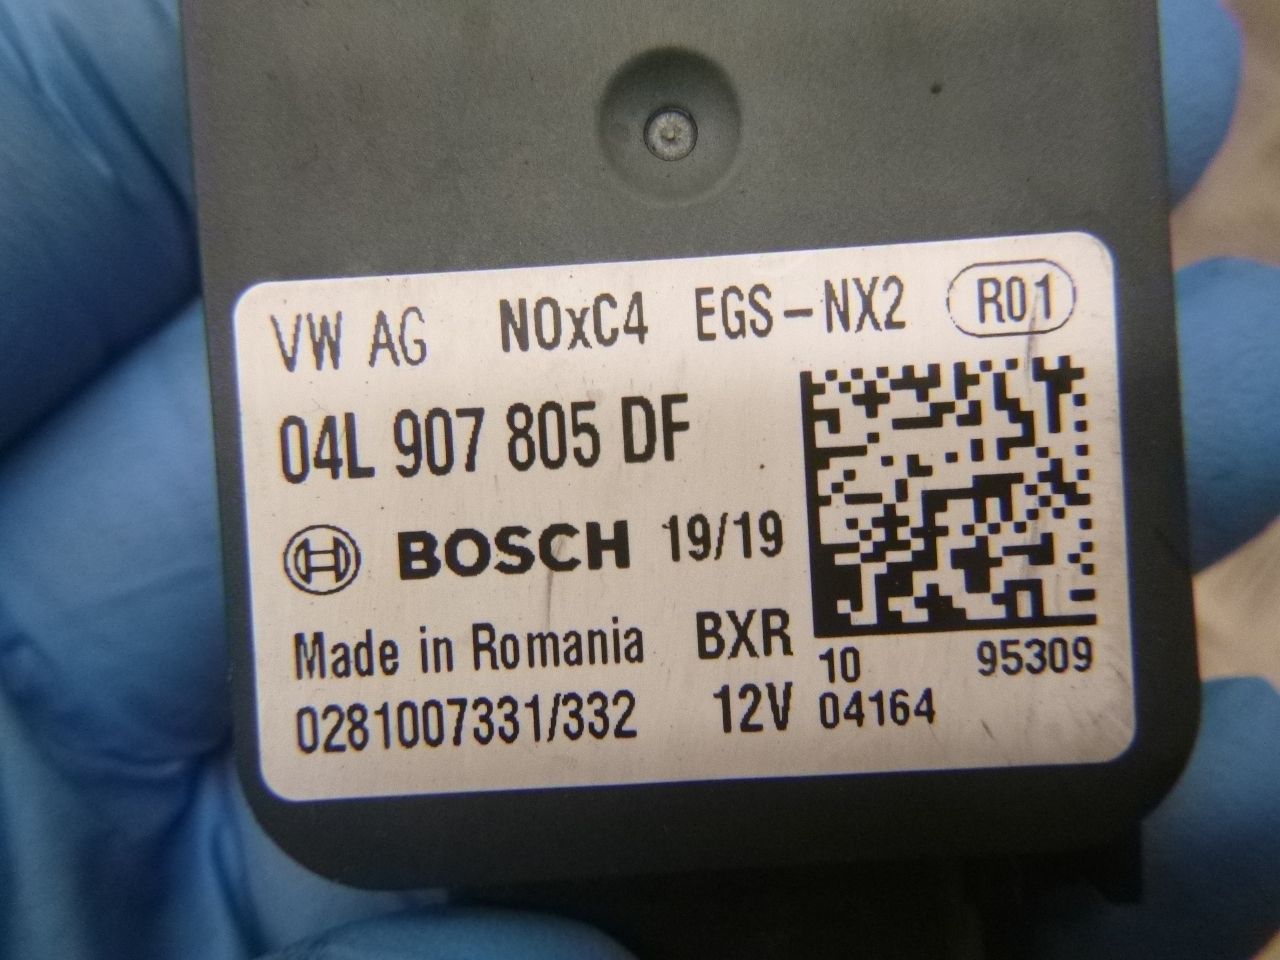 VW AG NOxC4 EGS-NX2 R01
04L 907 805 DF
BOSCH 19/19
Made in Romania BXR
10 95309
0281007331/332 12V 04164